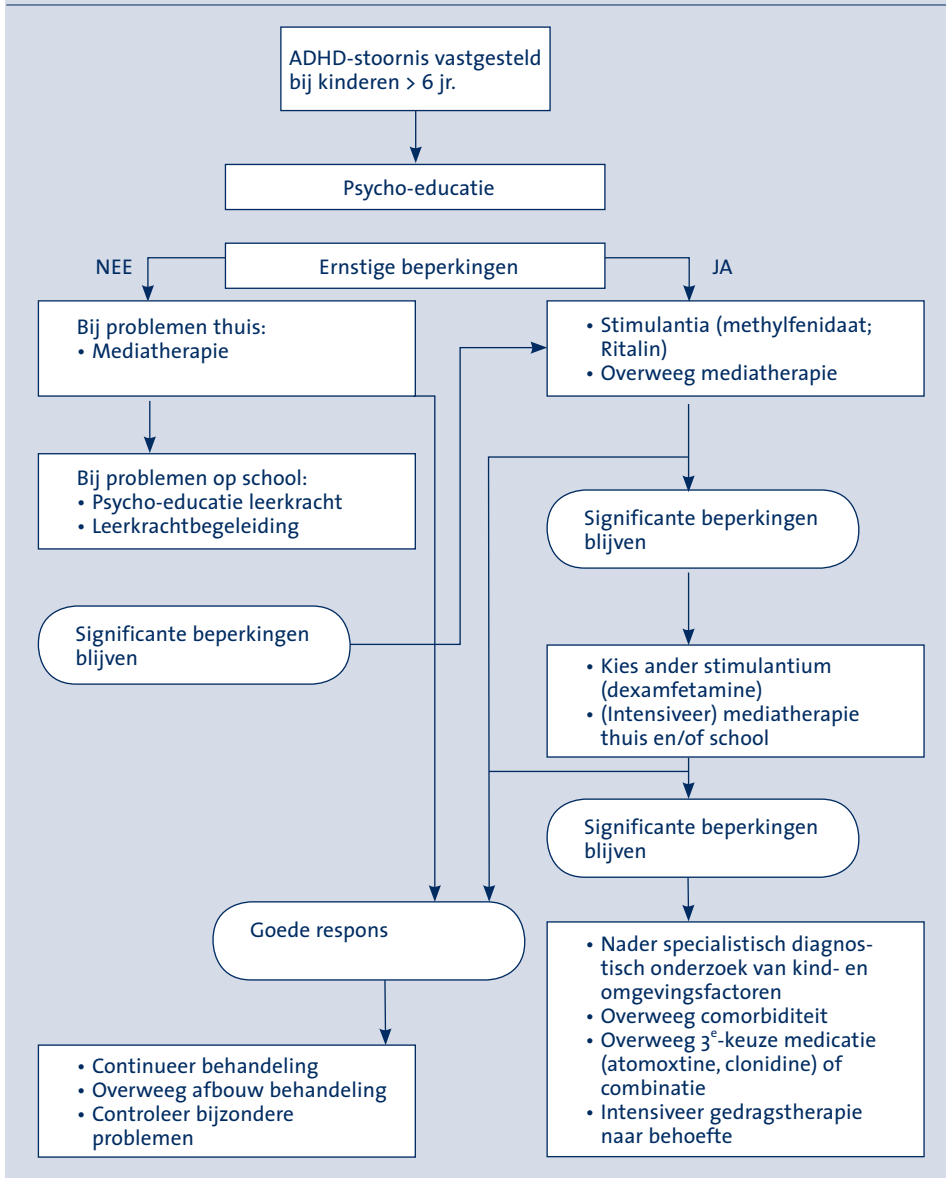 ADHD-stoornis vastgesteld
bij kinderen > 6 jr.
Psycho-educatie
NEE
Ernstige beperkingen
JA
Bij problemen thuis:
• Mediatherapie
• Stimulantia (methylfenidaat;
Ritalin)
• Overweeg mediatherapie
Bij problemen op school:
• Psycho-educatie leerkracht
• Leerkrachtbegeleiding
Significante beperkingen
blijven
Significante beperkingen
blijven
• Kies ander stimulantium
(dexamfetamine)
• (Intensiveer) mediatherapie
thuis en/of school
Significante beperkingen
blijven
Goede respons
• Nader specialistisch diagnos-
tisch onderzoek van kind- en
omgevingsfactoren
• Overweeg comorbiditeit
• Overweeg 3e-keuze medicatie
(atomoxtine, clonidine) of
combinatie
• Intensiveer gedragstherapie
naar behoefte
• Continueer behandeling
• Overweeg afbouw behandeling
• Controleer bijzondere
problemen